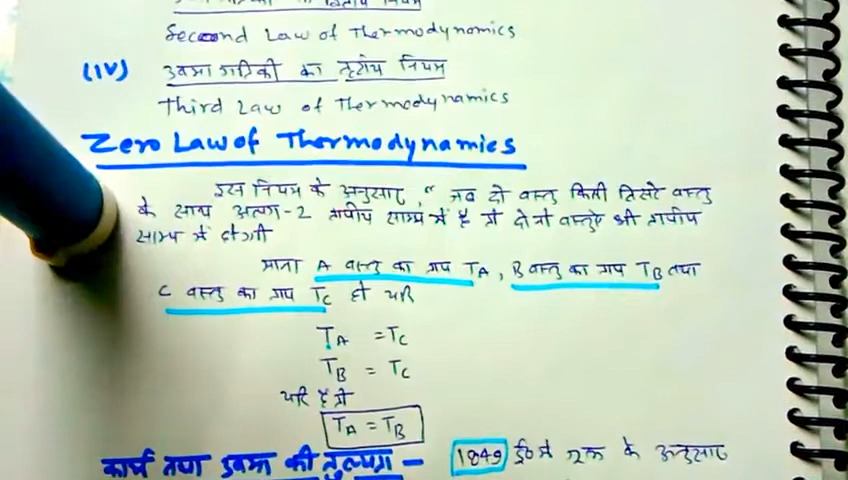 Second Law of Thermodynamics
(iv) उष्मा गतिकी का तृतीय नियम
Third Law of Thermodynamics
Zero Law of Thermodynamics
इस नियम के अनुसार, " जब दो वस्तु किसी तिसरे वस्तु
के साथ अलग-2 तापीय साम्य में है तो दोनों वस्तुएं भी तापीय
साम्य में होगी
माना A वस्तु का ताप TA, B वस्तु का ताप TB तथा
C वस्तु का ताप TC हो यदि
TA = TC
TB = TC
यदि है तो
TA = TB
कार्य तथा उष्मा की तुल्यता – 1849 ई० में जूल के अनुसार